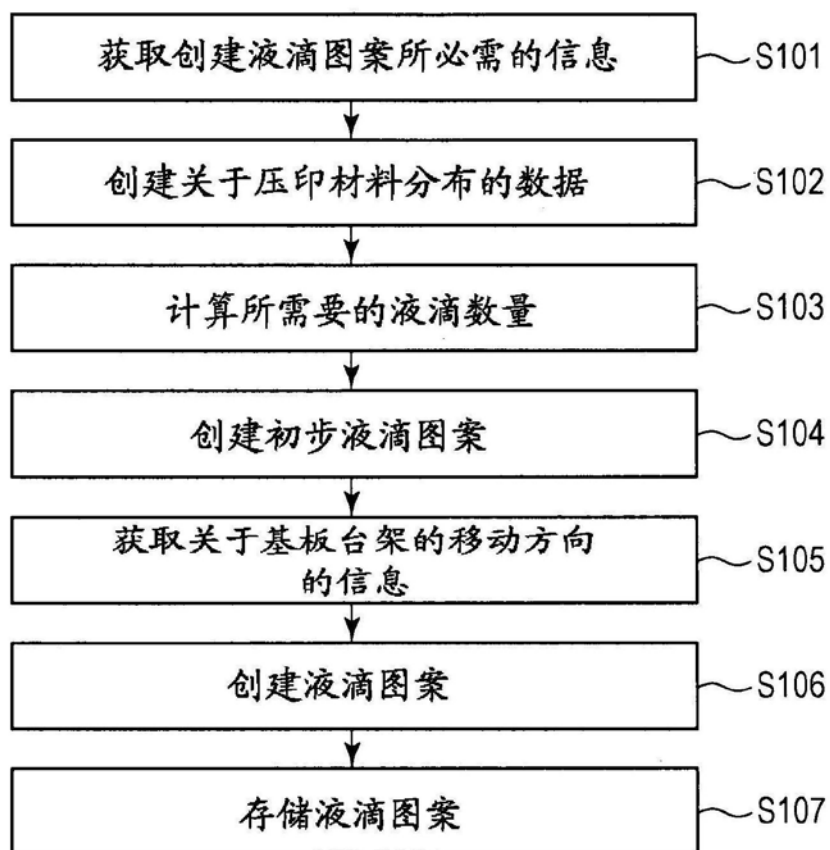 获取创建液滴图案所必需的信息 S101
创建关于压印材料分布的数据 S102
计算所需要的液滴数量 S103
创建初步液滴图案 S104
获取关于基板台架的移动方向
的信息 S105
创建液滴图案 S106
存储液滴图案 S107